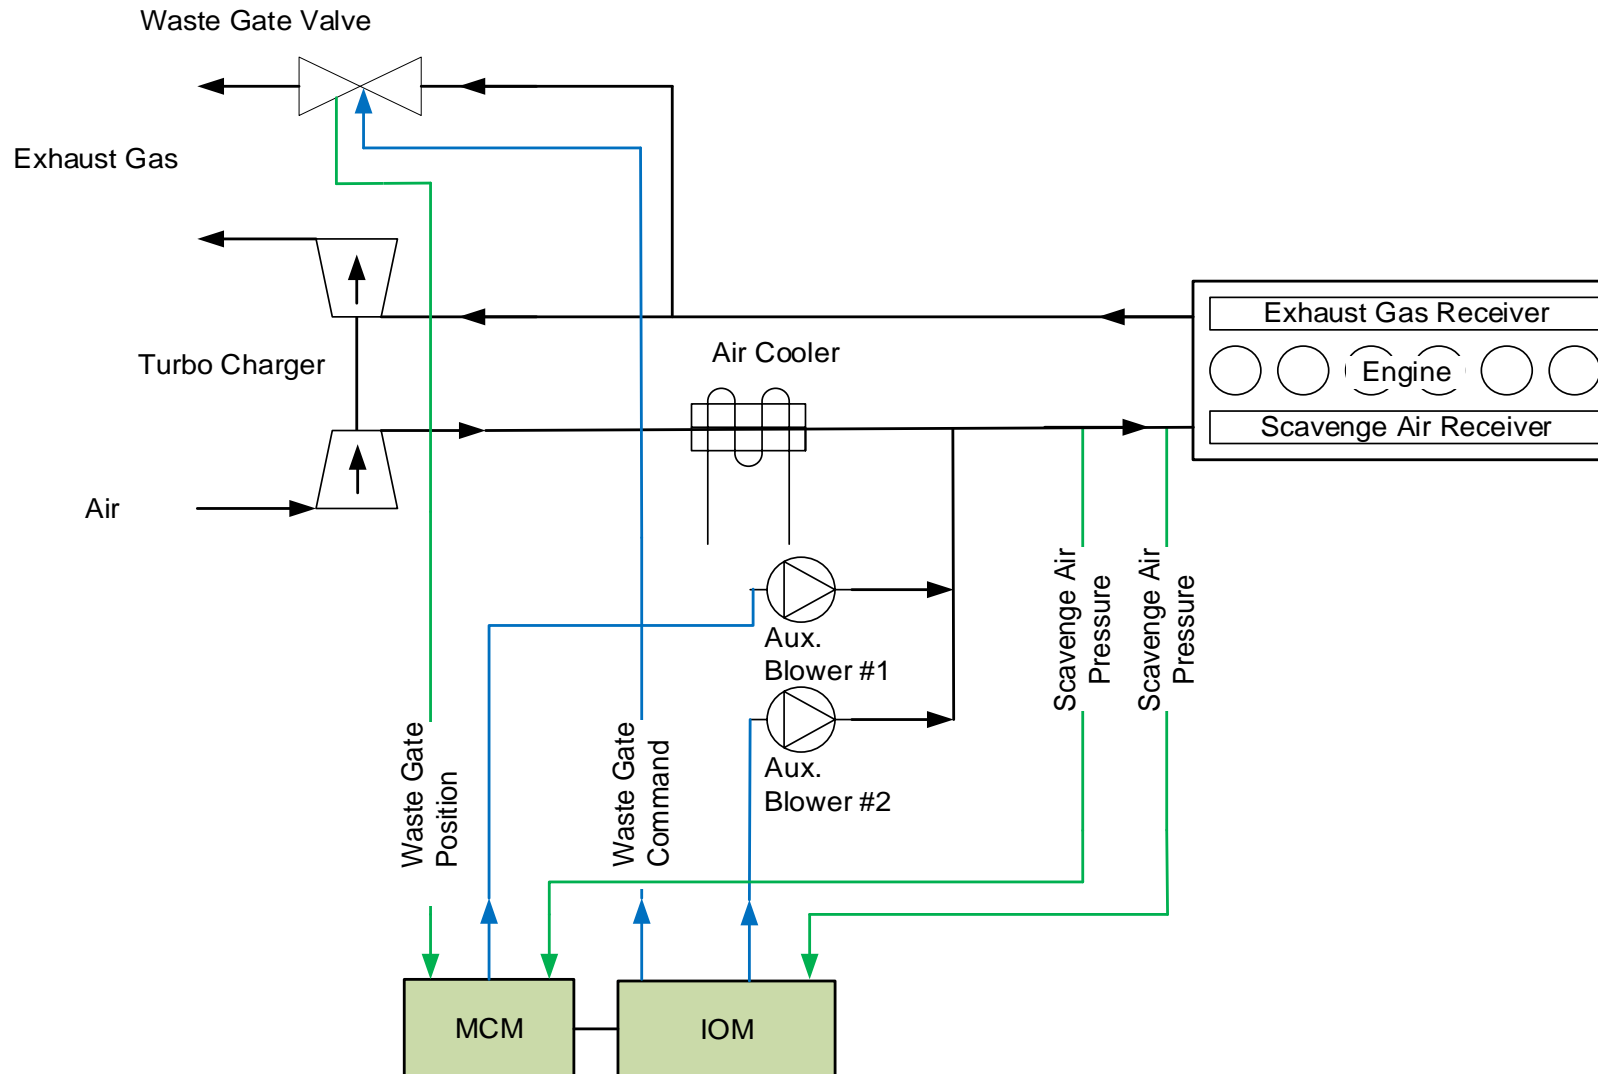 Waste Gate Valve
Exhaust Gas
Exhaust Gas Receiver
Turbo Charger
Air Cooler
Engine
Scavenge Air Receiver
Air
Aux.
Blower #1
Aux.
Blower #2
Scavenge Air
Pressure
Scavenge Air
Pressure
Waste Gate
Position
Waste Gate
Command
MCM
IOM